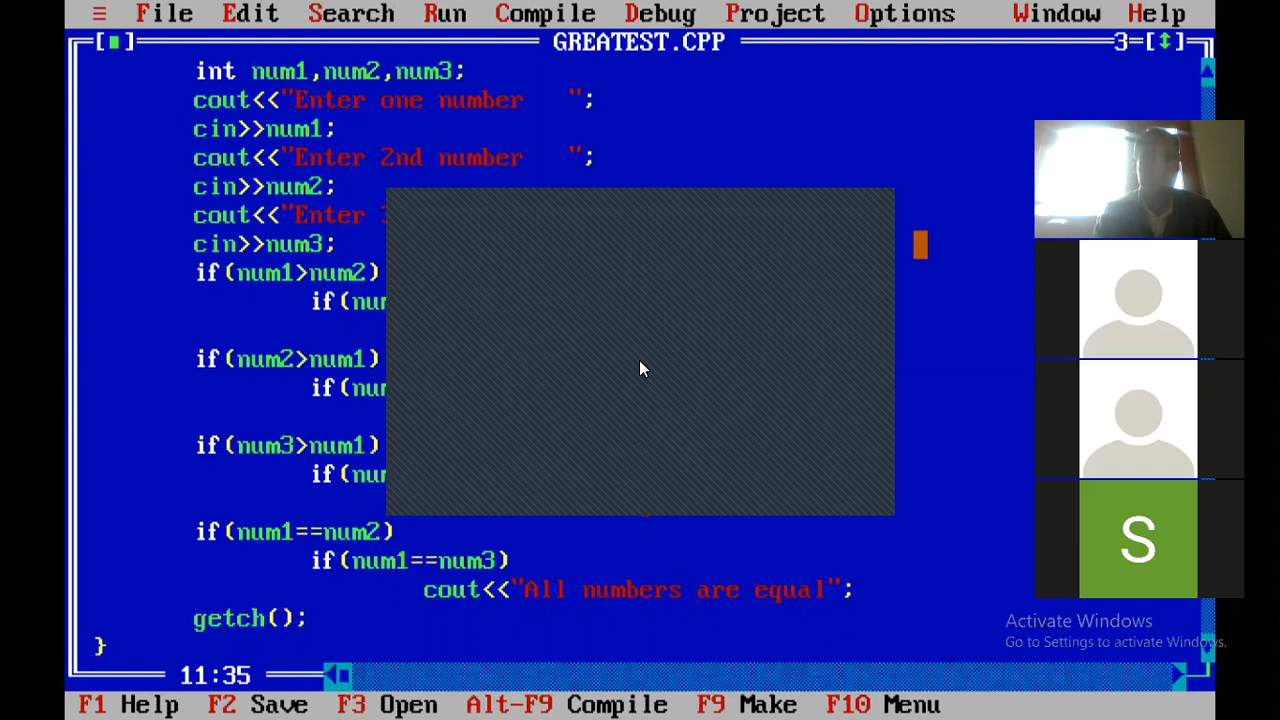 ≡ File Edit Search Run Compile Debug Project Options Window Help
[■] GREATEST.CPP 3=[↕]
int num1,num2,num3;
cout<<"Enter one number   ";
cin>>num1;
cout<<"Enter 2nd number   ";
cin>>num2;
cout<<"Enter
cin>>num3;
if(num1>num2)
if(num
if(num2>num1)
if(num
if(num3>num1)
if(num
if(num1==num2)
if(num1==num3)
cout<<"All numbers are equal";
getch();
}
11:35
F1 Help F2 Save F3 Open Alt-F9 Compile F9 Make F10 Menu
S
Activate Windows
Go to Settings to activate Windows.